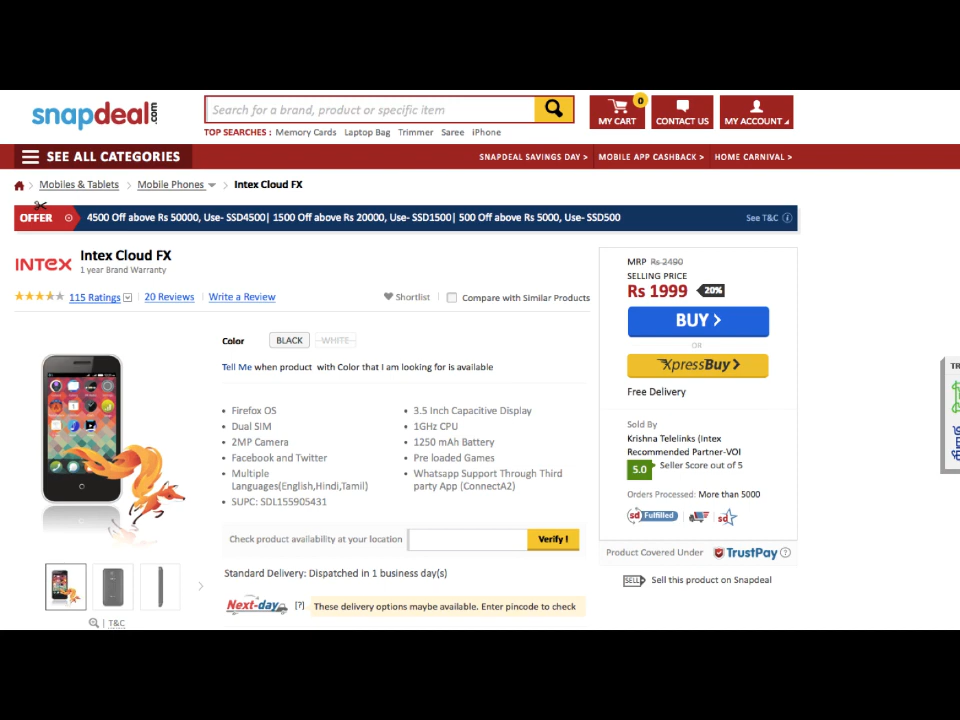 snapdeal.com
Search for a brand, product or specific item
TOP SEARCHES : Memory Cards Laptop Bag Trimmer Saree iPhone
0
MY CART
CONTACT US
MY ACCOUNT
SEE ALL CATEGORIES
SNAPDEAL SAVINGS DAY > MOBILE APP CASHBACK > HOME CARNIVAL >
Mobiles & Tablets > Mobile Phones > Intex Cloud FX
OFFER
4500 Off above Rs 50000, Use- SSD4500| 1500 Off above Rs 20000, Use- SSD1500| 500 Off above Rs 5000, Use- SSD500
See T&C
INTEX
Intex Cloud FX
1 year Brand Warranty
115 Ratings | 20 Reviews | Write a Review
Shortlist | Compare with Similar Products
Color BLACK WHITE
Tell Me when product with Color that I am looking for is available
• Firefox OS
• Dual SIM
• 2MP Camera
• Facebook and Twitter
• Multiple
Languages(English,Hindi,Tamil)
• SUPC: SDL155905431
• 3.5 Inch Capacitive Display
• 1GHz CPU
• 1250 mAh Battery
• Pre loaded Games
• Whatsapp Support Through Third
party App (ConnectA2)
Check product availability at your location Verify !
Standard Delivery: Dispatched in 1 business day(s)
Next-day [?] These delivery options maybe available. Enter pincode to check
T&C
MRP Rs 2490
SELLING PRICE
Rs 1999 20%
BUY >
OR
XpressBuy >
Free Delivery
Sold By
Krishna Telelinks (Intex
Recommended Partner-VOI
5.0 Seller Score out of 5
Orders Processed: More than 5000
sd Fulfilled
sd
Product Covered Under TrustPay ?
SELL Sell this product on Snapdeal